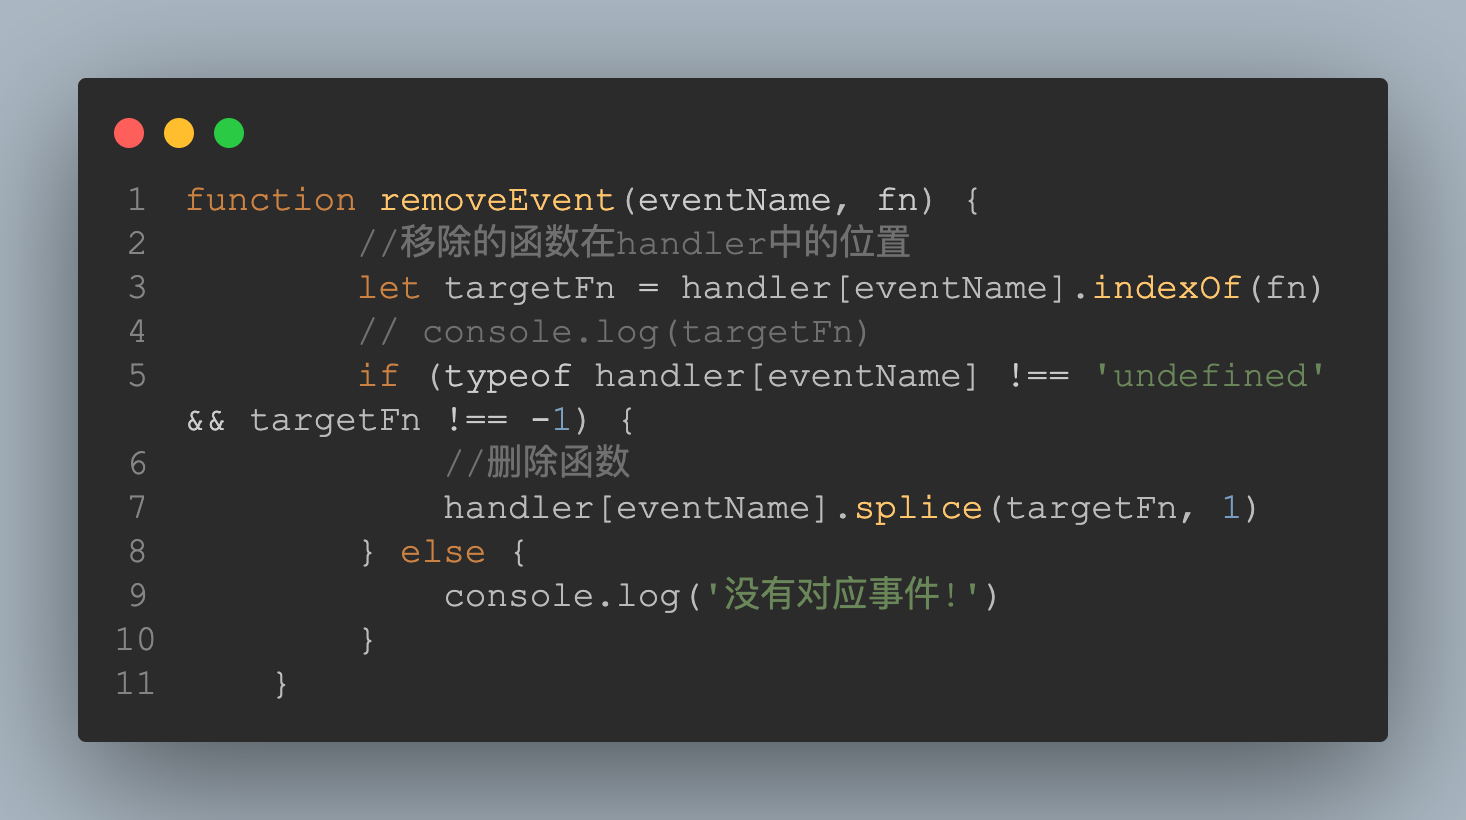 1 function removeEvent(eventName, fn) {
2         //移除的函数在handler中的位置
3         let targetFn = handler[eventName].indexOf(fn)
4         // console.log(targetFn)
5         if (typeof handler[eventName] !== 'undefined'
&& targetFn !== -1) {
6             //删除函数
7             handler[eventName].splice(targetFn, 1)
8         } else {
9             console.log('没有对应事件!')
10         }
11     }